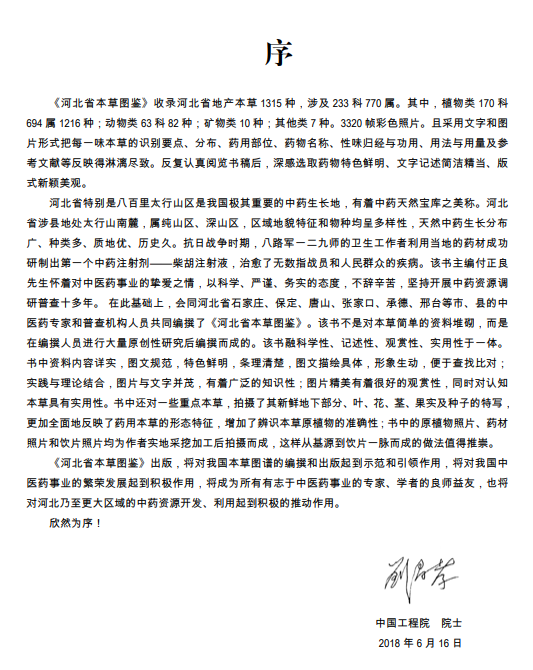 序
《河北省本草图鉴》收录河北省地产本草 1315 种，涉及 233 科 770 属。其中，植物类 170 科
694 属 1216 种；动物类 63 科 82 种；矿物类 10 种；其他类 7 种。3320 帧彩色照片。且采用文字和图
片形式把每一味本草的识别要点、分布、药用部位、药物名称、性味归经与功用、用法与用量及参
考文献等反映得淋漓尽致。反复认真阅览书稿后，深感选取药物特色鲜明、文字记述简洁精当、版
式新颖美观。
河北省特别是八百里太行山区是我国极其重要的中药生长地，有着中药天然宝库之美称。河北
省涉县地处太行山南麓，属纯山区、深山区，区域地貌特征和物种均呈多样性，天然中药生长分布
广、种类多、质地优、历史久。抗日战争时期，八路军一二九师的卫生工作者利用当地的药材成功
研制出第一个中药注射剂——柴胡注射液，治愈了无数指战员和人民群众的疾病。该书主编付正良
先生怀着对中医药事业的挚爱之情，以科学、严谨、务实的态度，不辞辛苦，坚持开展中药资源调
研普查十多年。 在此基础上，会同河北省石家庄、保定、唐山、张家口、承德、邢台等市、县的中
医药专家和普查机构人员共同编撰了《河北省本草图鉴》。该书不是对本草简单的资料堆砌，而是
在编撰人员进行大量原创性研究后编撰而成的。该书融科学性、记述性、观赏性、实用性于一体。
书中资料内容详实，图文规范，特色鲜明，条理清楚，图文描绘具体，形象生动，便于查找比对；
实践与理论结合，图片与文字并茂，有着广泛的知识性；图片精美有着很好的观赏性，同时对认知
本草具有实用性。书中还对一些重点本草，拍摄了其新鲜地下部分、叶、花、茎、果实及种子的特写，
更加全面地反映了药用本草的形态特征，增加了辨识本草原植物的准确性；书中的原植物照片、药材
照片和饮片照片均为作者实地采挖加工后拍摄而成，这样从基源到饮片一脉而成的做法值得推崇。
《河北省本草图鉴》出版，将对我国本草图谱的编撰和出版起到示范和引领作用，将对我国中
医药事业的繁荣发展起到积极作用，将成为所有有志于中医药事业的专家、学者的良师益友，也将
对河北乃至更大区域的中药资源开发、利用起到积极的推动作用。
欣然为序！
中国工程院 院士
2018 年 6 月 16 日